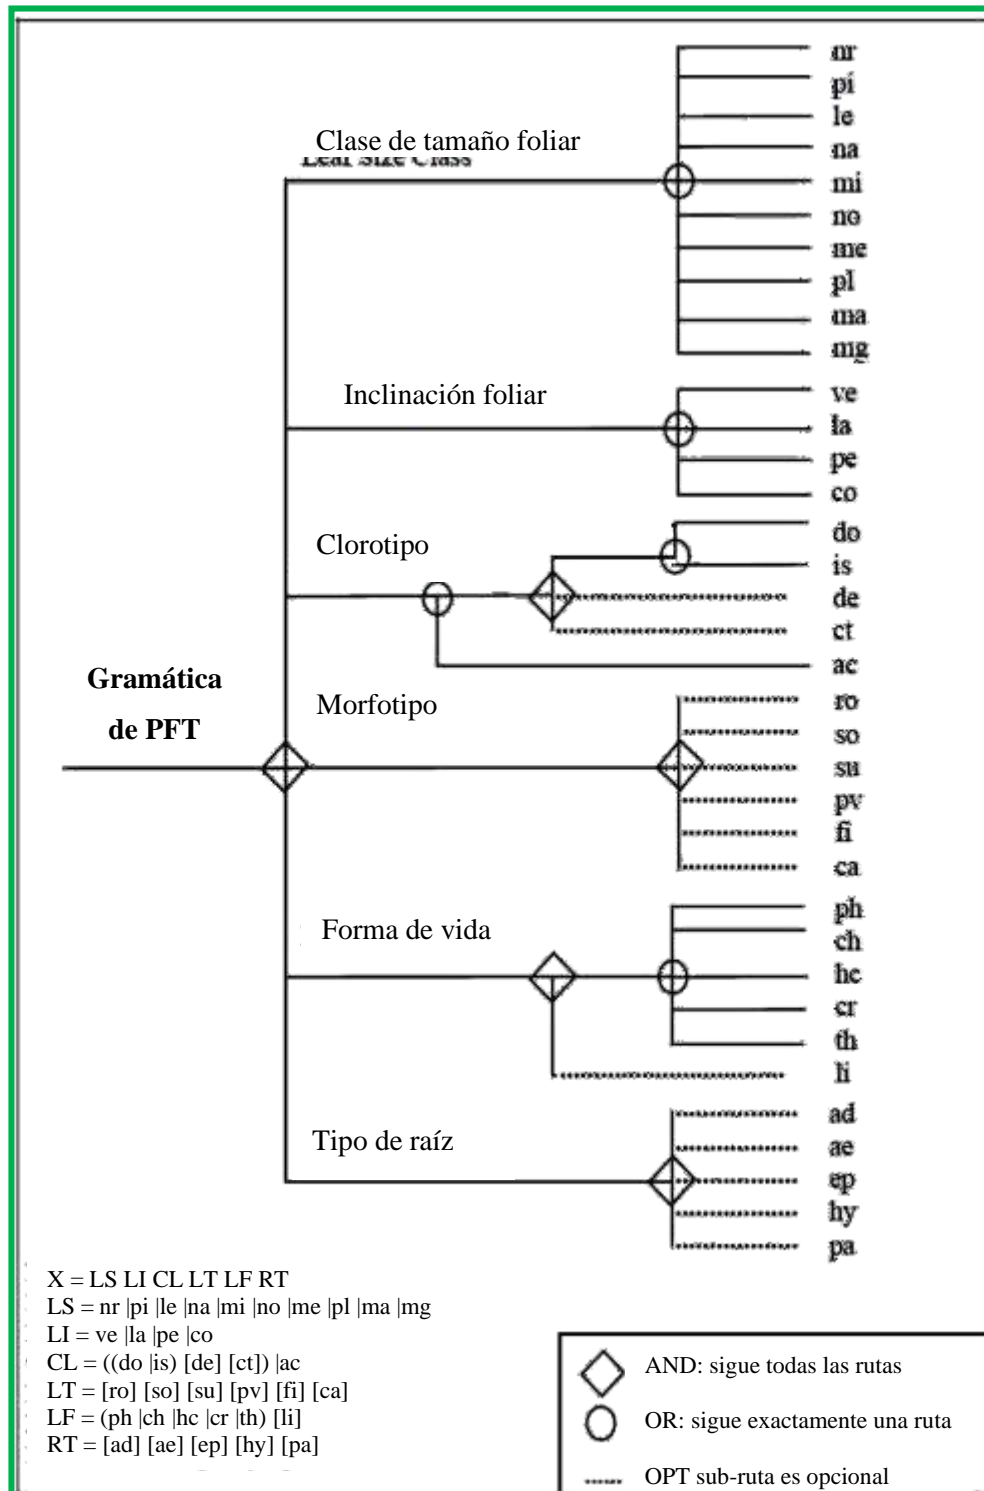 nr
pi
le
Clase de tamaño foliar
na
Leaf Size Class
mi
no
me
pl
ma
mg
ve
Inclinación foliar
la
pe
co
do
Clorotipo
is
de
ct
ac
Gramática
de PFT
Morfotipo
ro
so
su
pv
fi
ca
ph
Forma de vida
ch
hc
cr
th
li
ad
Tipo de raíz
ae
ep
hy
pa
X = LS LI CL LT LF RT
LS = nr |pi |le |na |mi |no |me |pl |ma |mg
LI = ve |la |pe |co
CL = ((do |is) [de] [ct]) |ac
LT = [ro] [so] [su] [pv] [fi] [ca]
LF = (ph |ch |hc |cr |th) [li]
RT = [ad] [ae] [ep] [hy] [pa]
AND: sigue todas las rutas
OR: sigue exactamente una ruta
OPT sub-ruta es opcional